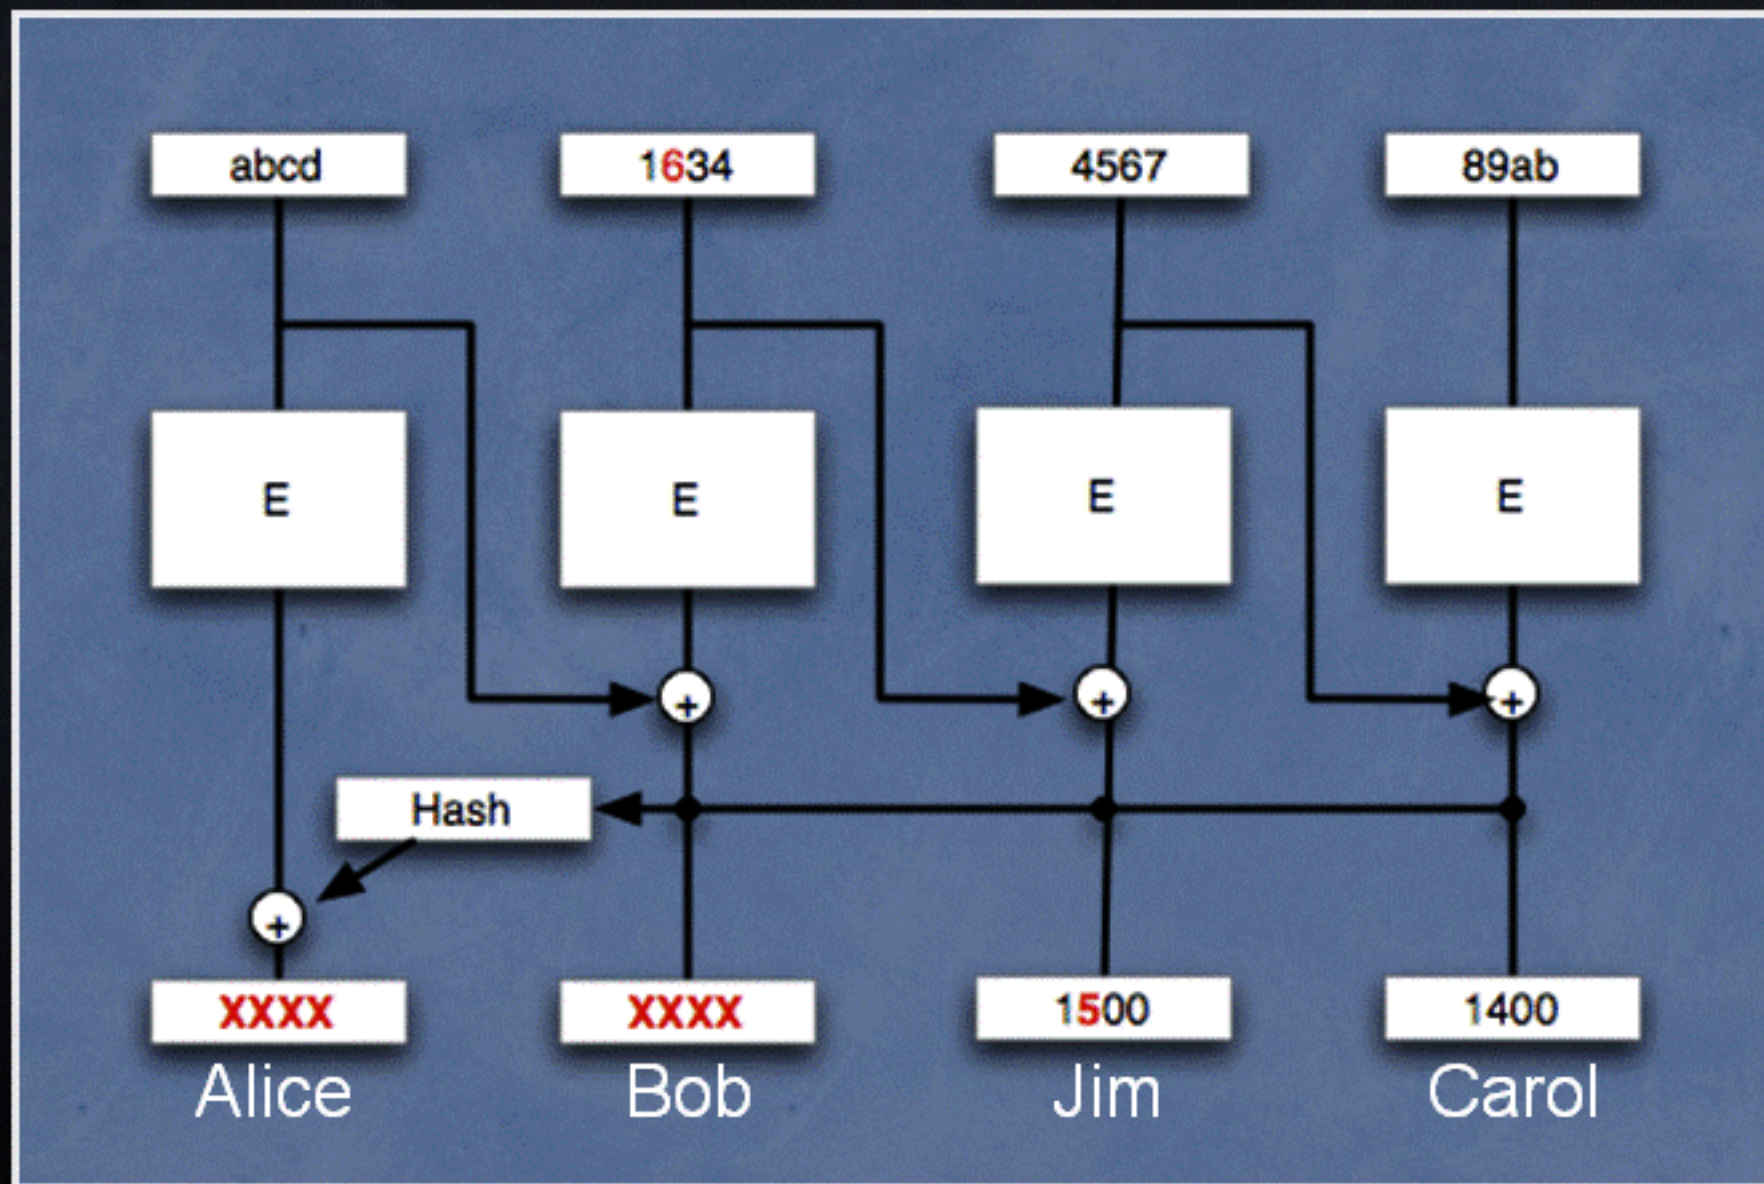 abcd 1634 4567 89ab
E E E E
+ + +
Hash
+
XXXX XXXX 1500 1400
Alice Bob Jim Carol